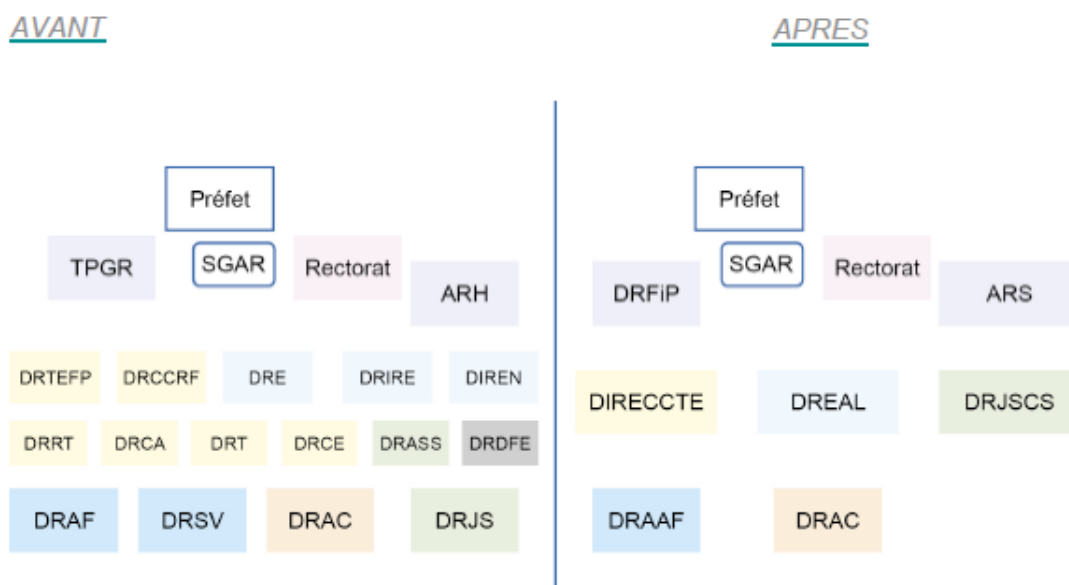 AVANT
APRES
Préfet
TPGR
SGAR
Rectorat
ARH
DRTEFP
DRCCRF
DRE
DRIRE
DIREN
DRRT
DRCA
DRT
DRCE
DRASS
DRDFE
DRAF
DRSV
DRAC
DRJS
Préfet
DRFiP
SGAR
Rectorat
ARS
DIRECCTE
DREAL
DRJSCS
DRAAF
DRAC